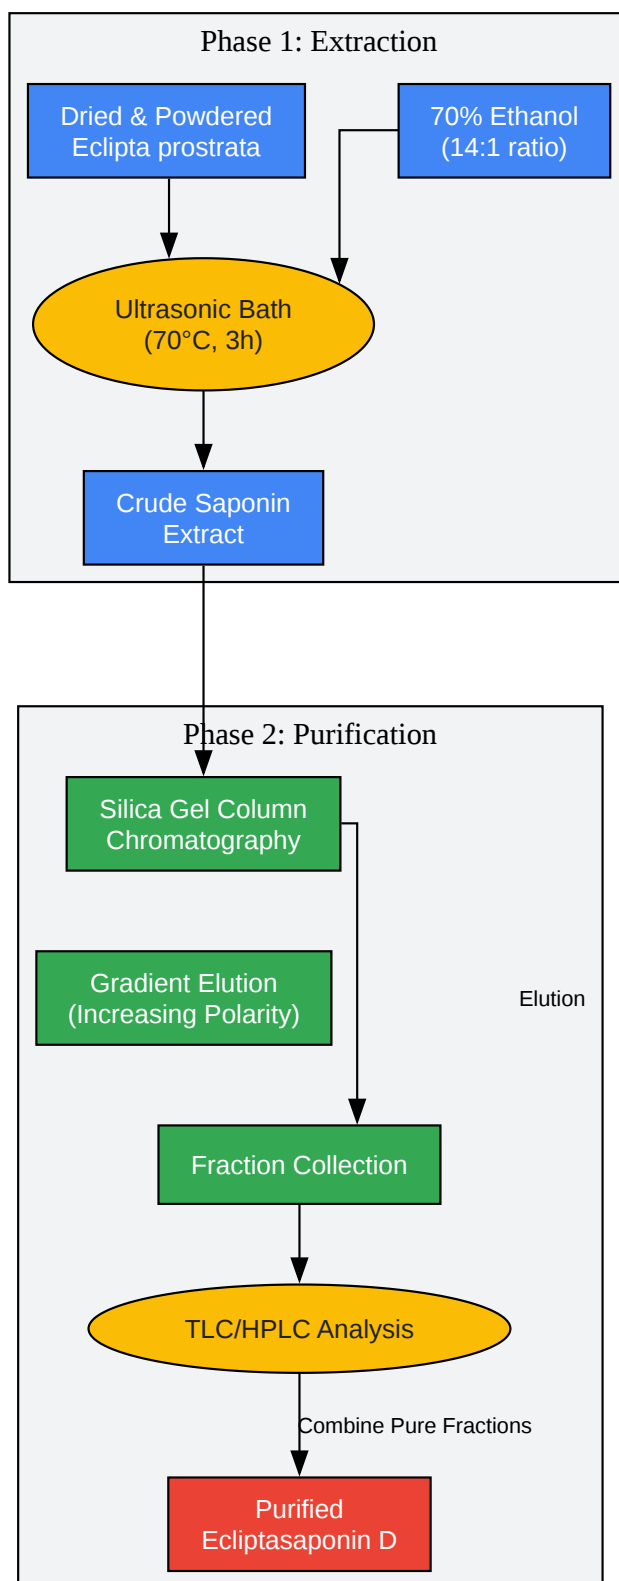 Phase 1: Extraction
Dried & Powdered
Eclipta prostrata
70% Ethanol
(14:1 ratio)
Ultrasonic Bath
(70°C, 3h)
Crude Saponin
Extract
Phase 2: Purification
Silica Gel Column
Chromatography
Gradient Elution
(Increasing Polarity)
Elution
Fraction Collection
TLC/HPLC Analysis
Combine Pure Fractions
Purified
Ecliptasaponin D